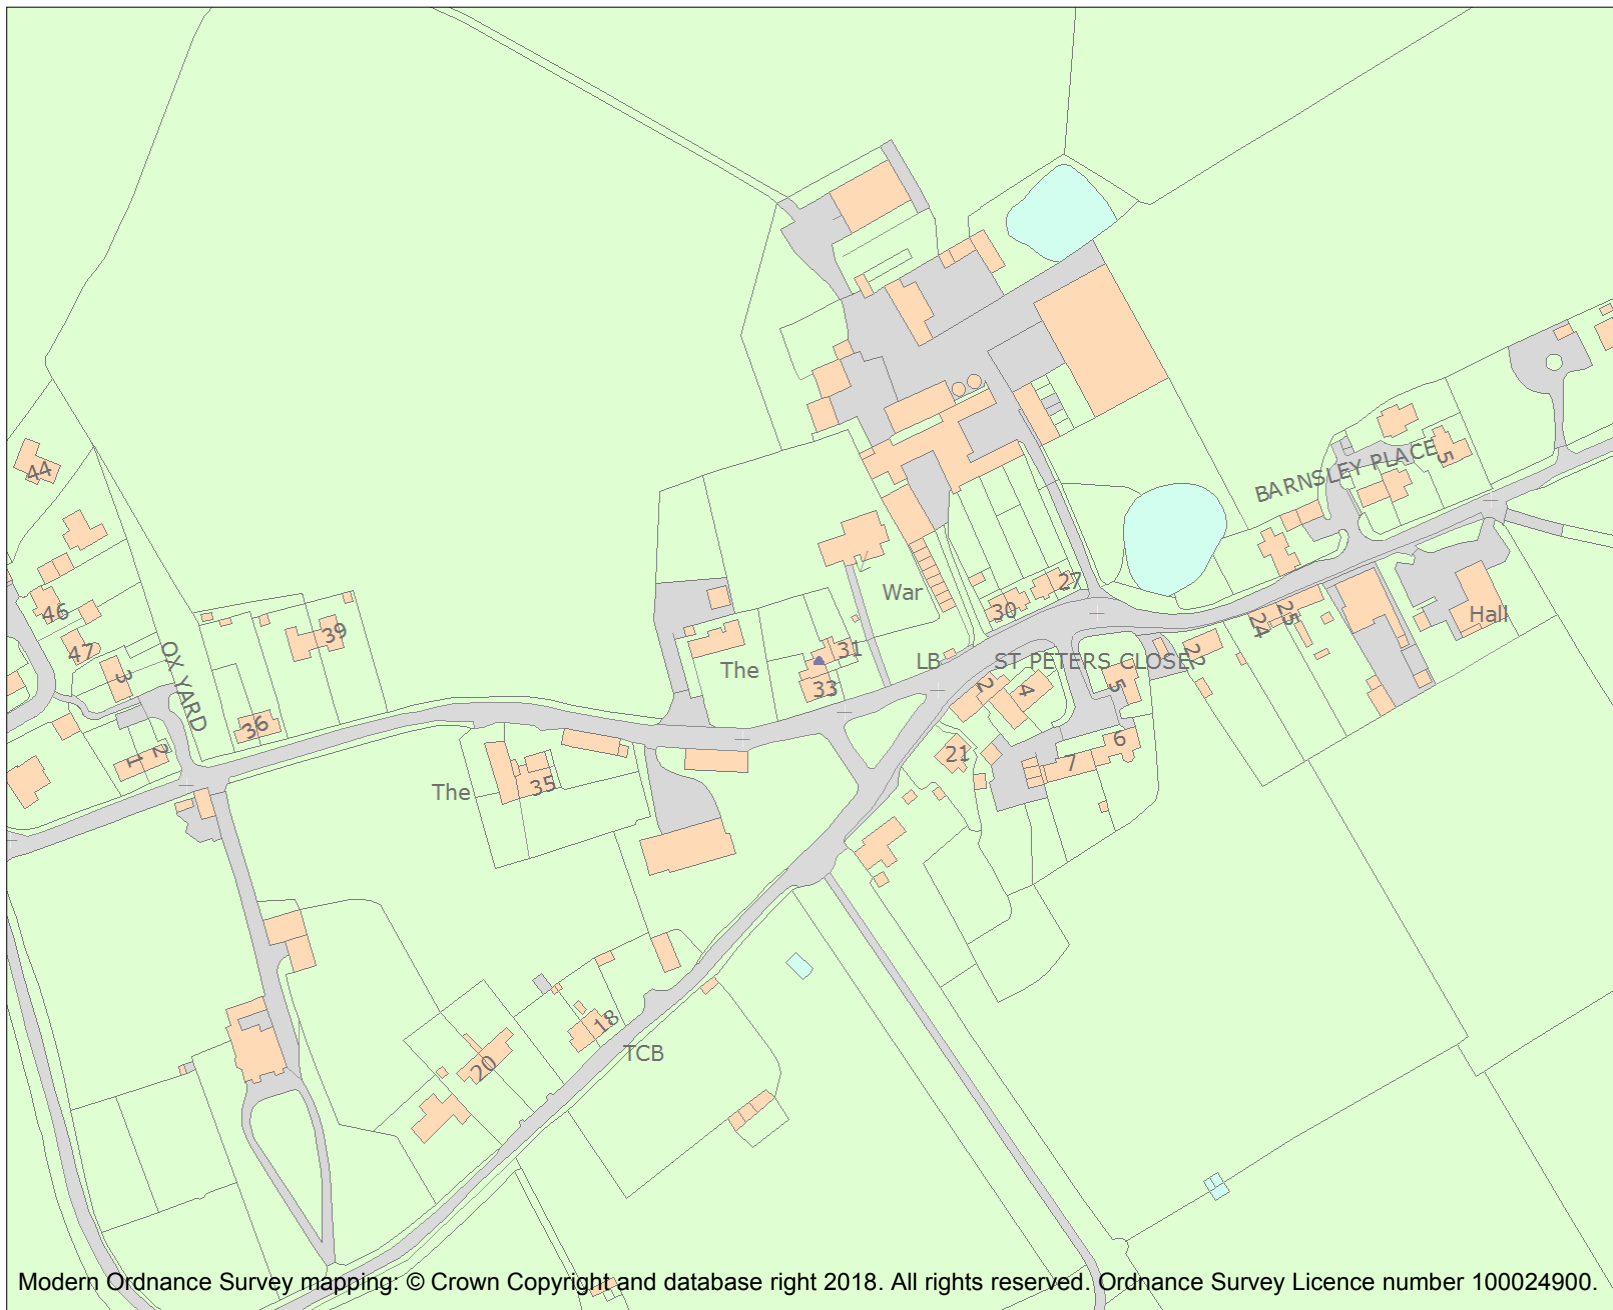 44
BARNSLEY PLACE
5
46
47
3
OX YARD
39
36
1
2
War
30
27
31
33
The
LB
ST PETERS CLOSE
2
4
5
22
24
25
Hall
The
35
21
7
6
18
20
TCB
Modern Ordnance Survey mapping: © Crown Copyright and database right 2018. All rights reserved. Ordnance Survey Licence number 100024900.